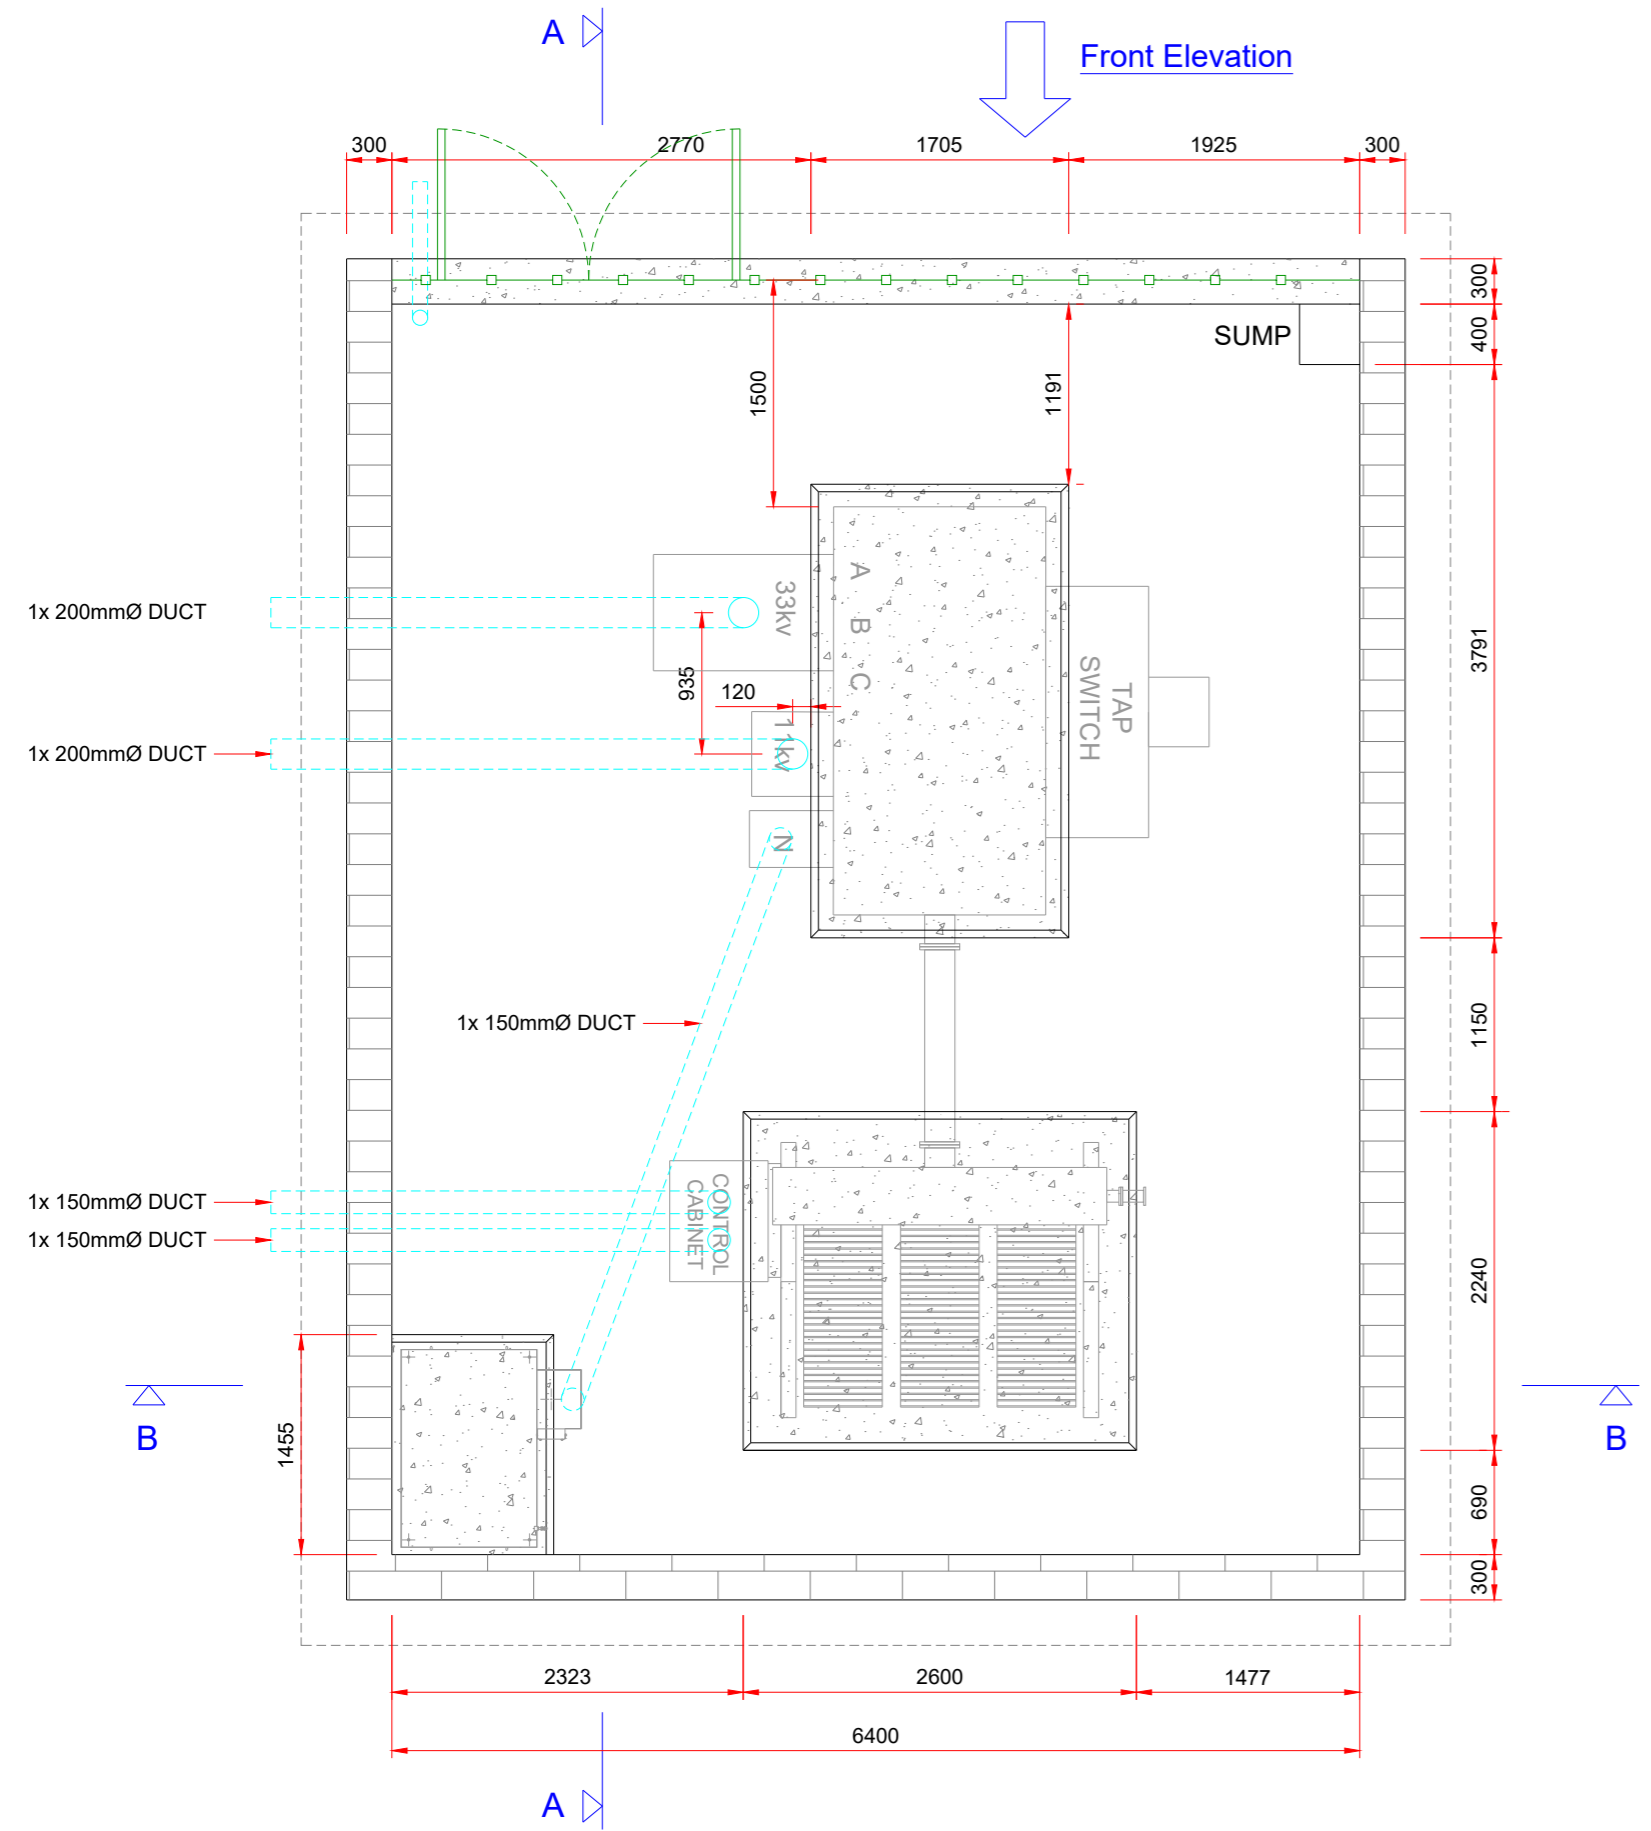 A
Front Elevation
300
2770
1705
1925
300
300
SUMP
400
1500
1191
33kv
A B C
1x 200mmØ DUCT
935
120
TAP
SWITCH
3791
11kv
1x 200mmØ DUCT
N
1x 150mmØ DUCT
1150
CONTROL
CABINET
1x 150mmØ DUCT
1x 150mmØ DUCT
2240
B
B
1455
690
300
2323
2600
1477
6400
A